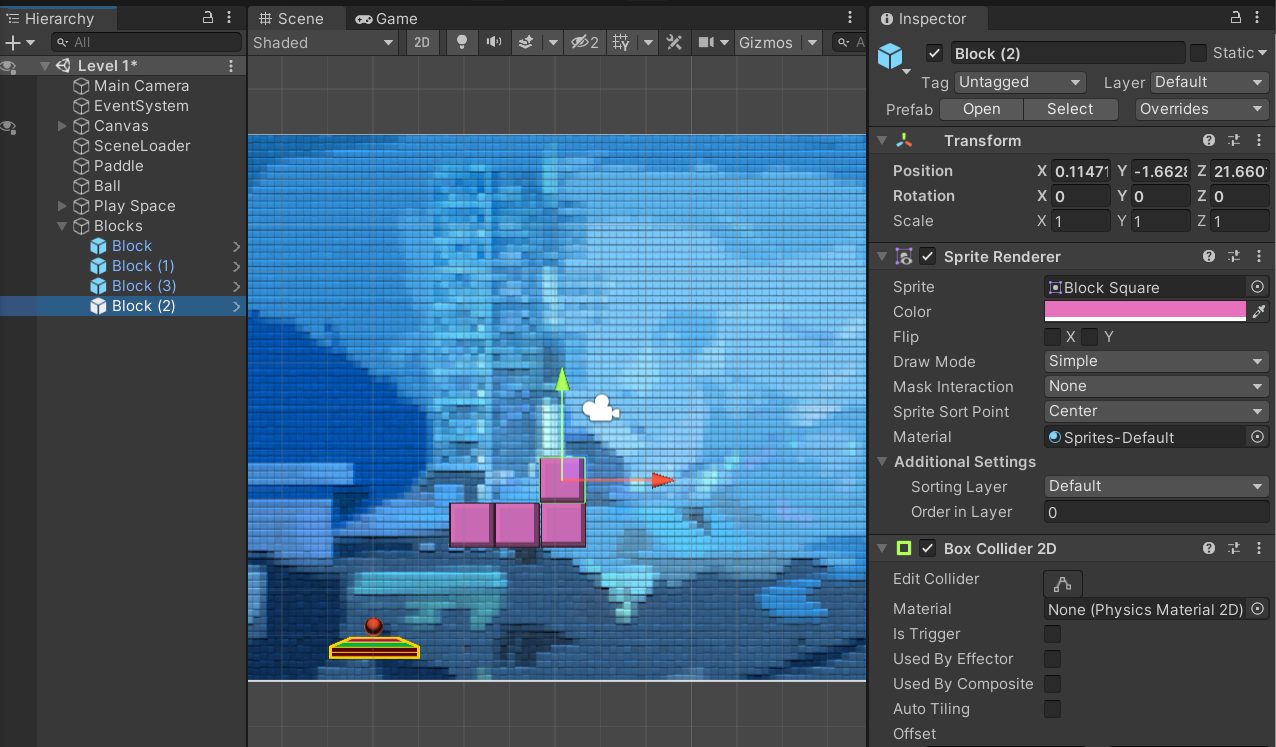 Hierarchy
All
Level 1*
Main Camera
EventSystem
Canvas
SceneLoader
Paddle
Ball
Play Space
Blocks
Block
Block (1)
Block (3)
Block (2)
Scene
Game
Shaded
2D
2
Gizmos
A
Inspector
Block (2)
Static
Tag
Untagged
Layer
Default
Prefab
Open
Select
Overrides
Transform
Position
X
0.11471
Y
-1.6628
Z
21.660
Rotation
X
0
Y
0
Z
0
Scale
X
1
Y
1
Z
1
Sprite Renderer
Sprite
Block Square
Color
Flip
X
Y
Draw Mode
Simple
Mask Interaction
None
Sprite Sort Point
Center
Material
Sprites-Default
Additional Settings
Sorting Layer
Default
Order in Layer
0
Box Collider 2D
Edit Collider
Material
None (Physics Material 2D)
Is Trigger
Used By Effector
Used By Composite
Auto Tiling
Offset